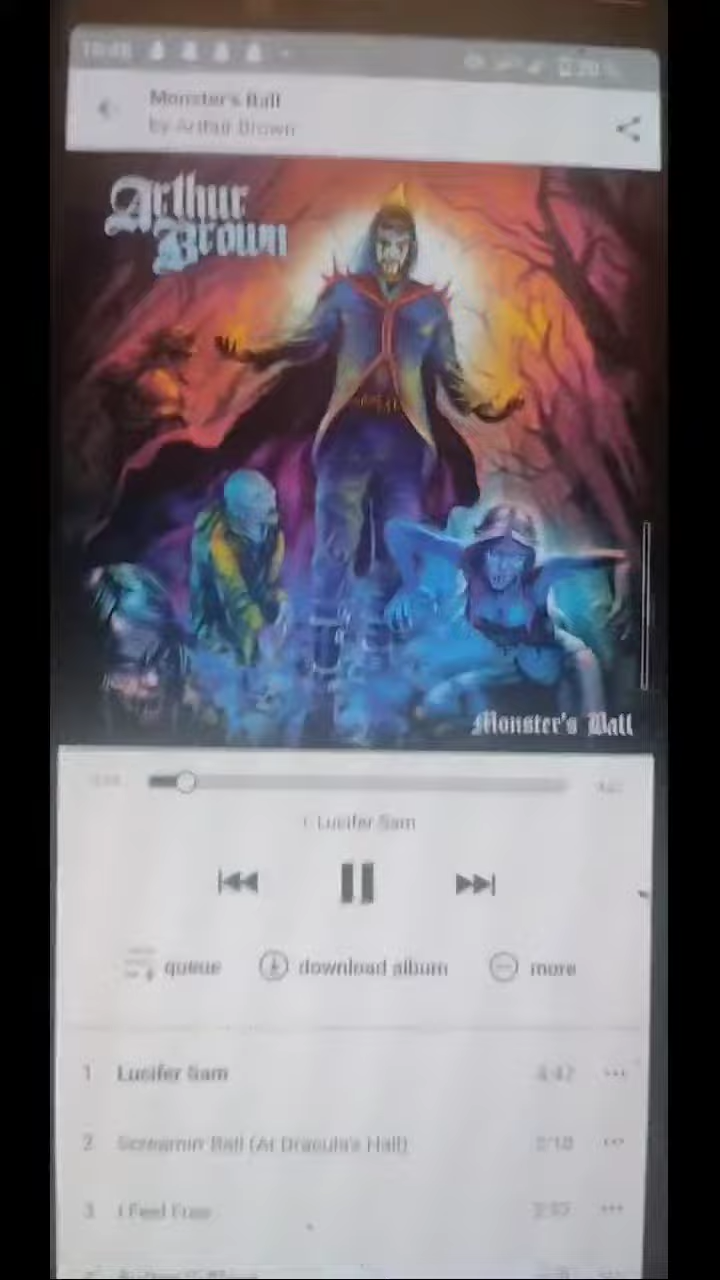 Monster's Ball
by Arthur Brown
Arthur
Brown
Monster's Ball
Lucifer Sam
queue
download album
more
1 Lucifer Sam 4:42
2 Screamin' Ball (At Dracula's Hall)
3 I Feel Free